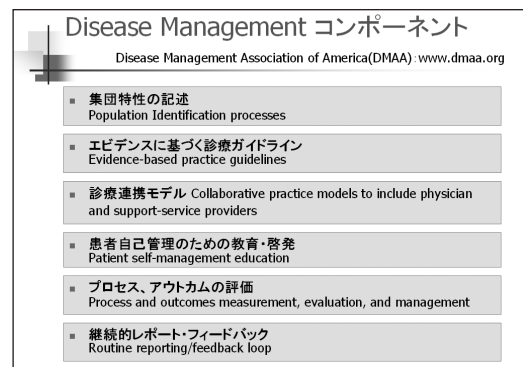 Disease Management コンポーネント
Disease Management Association of America(DMAA):www.dmaa.org
集団特性の記述
Population Identification processes
エビデンスに基づく診療ガイドライン
Evidence-based practice guidelines
診療連携モデル Collaborative practice models to include physician
and support-service providers
患者自己管理のための教育・啓発
Patient self-management education
プロセス、アウトカムの評価
Process and outcomes measurement, evaluation, and management
継続的レポート・フィードバック
Routine reporting/feedback loop